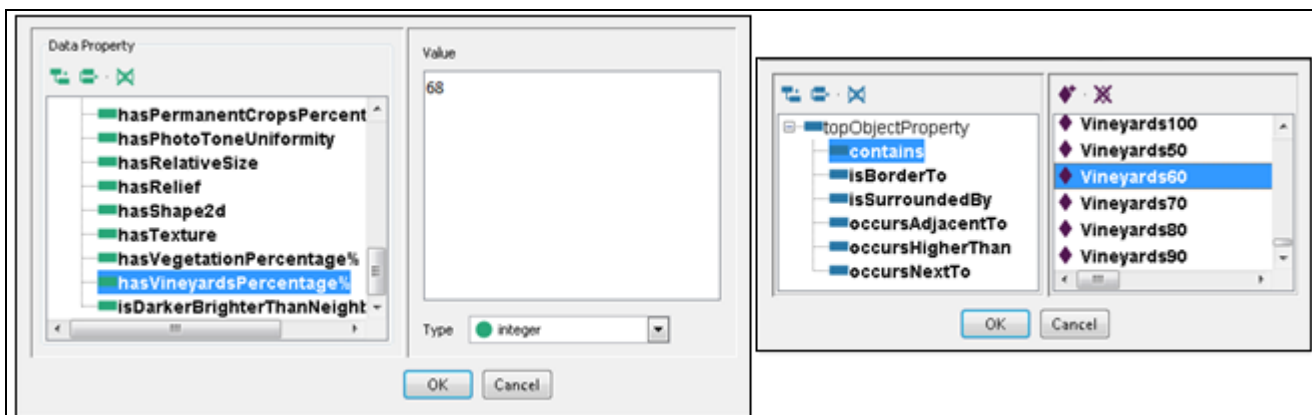 Data Property
hasPermanentCropsPercent
hasPhotoToneUniformity
hasRelativeSize
hasRelief
hasShape2d
hasTexture
hasVegetationPercentage%
hasVineyardsPercentage%
isDarkerBrighterThanNeight
Value
68
Type integer
OK Cancel
topObjectProperty
contains
isBorderTo
isSurroundedBy
occursAdjacentTo
occursHigherThan
occursNextTo
Vineyards100
Vineyards50
Vineyards60
Vineyards70
Vineyards80
Vineyards90
OK Cancel